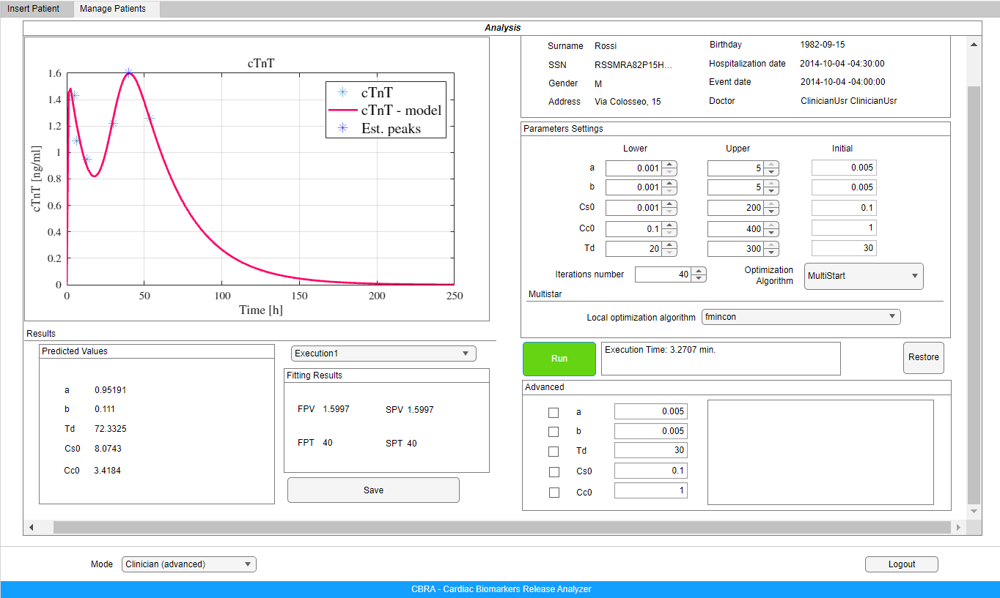 Insert Patient
Manage Patients
Analysis
cTnT
1.6
1.4
1.2
1
0.8
0.6
0.4
0.2
0
cTnT [ng/ml]
0 50 100 150 200 250
Time [h]
cTnT
cTnT - model
Est. peaks
Surname Rossi Birthday 1982-09-15
SSN RSSMRA82P15H... Hospitalization date 2014-10-04 -04:30:00
Gender M Event date 2014-10-04 -04:00:00
Address Via Colosseo, 15 Doctor ClinicianUsr ClinicianUsr
Parameters Settings
Lower Upper Initial
a 0.001 5 0.005
b 0.001 5 0.005
Cs0 0.001 200 0.1
Cc0 0.1 400 1
Td 20 300 30
Iterations number 40
Optimization
Algorithm
MultiStart
Multistar
Local optimization algorithm fmincon
Results
Predicted Values
a 0.95191
b 0.111
Td 72.3325
Cs0 8.0743
Cc0 3.4184
Execution1
Fitting Results
FPV 1.5997 SPV 1.5997
FPT 40 SPT 40
Save
Run
Execution Time: 3.2707 min.
Restore
Advanced
a 0.005
b 0.005
Td 30
Cs0 0.1
Cc0 1
Mode Clinician (advanced)
Logout
CBRA - Cardiac Biomarkers Release Analyzer